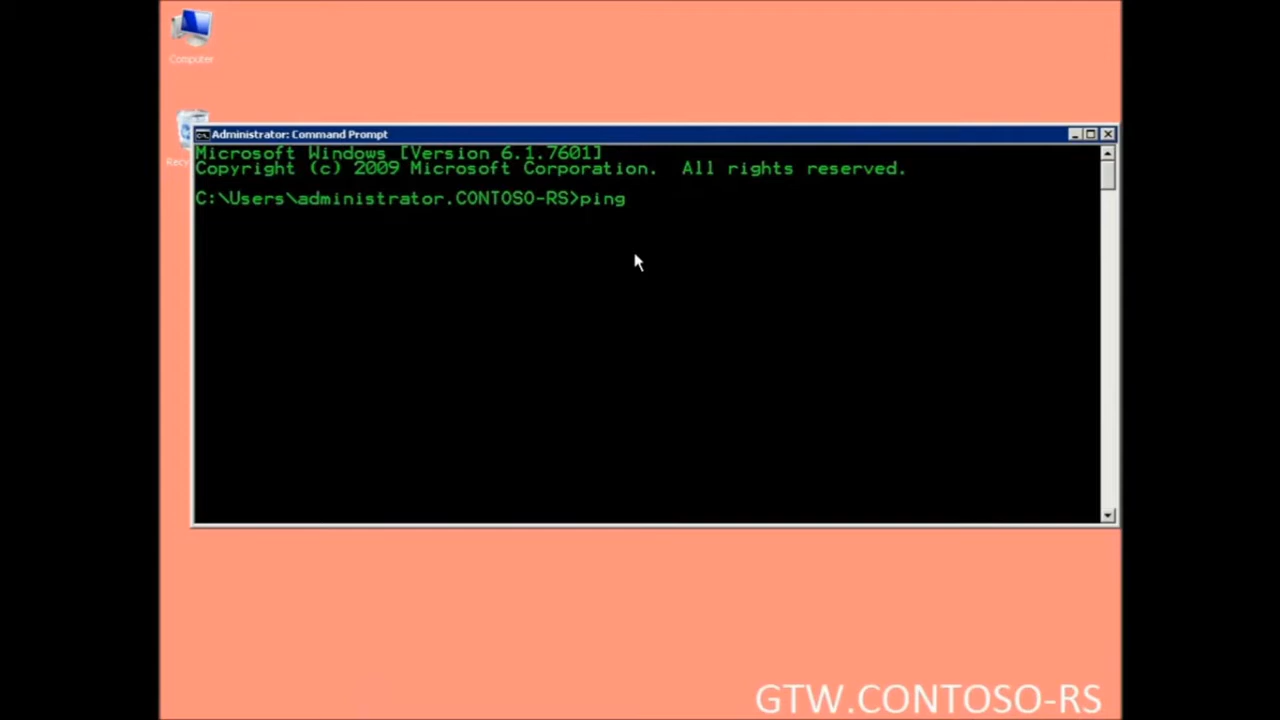 Computer
Recy
Administrator: Command Prompt
Microsoft Windows [Version 6.1.7601]
Copyright (c) 2009 Microsoft Corporation.  All rights reserved.
C:\Users\administrator.CONTOSO-RS>ping
GTW.CONTOSO-RS